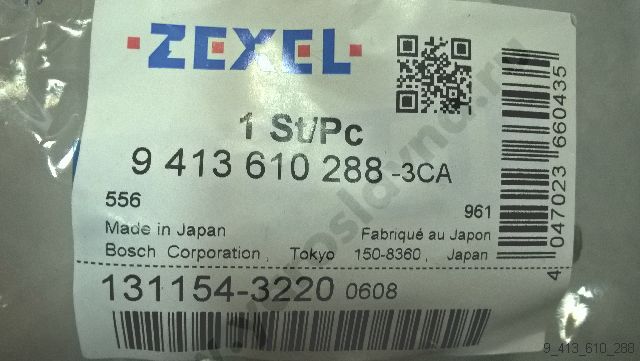 ZEXEL
1 St/Pc
9 413 610 288 -3CA
556
961
Made in Japan
Fabriqué au Japon
Bosch Corporation, Tokyo 150-8360, Japan
131154-3220 0608
4 047023 660435
9_413_610_288